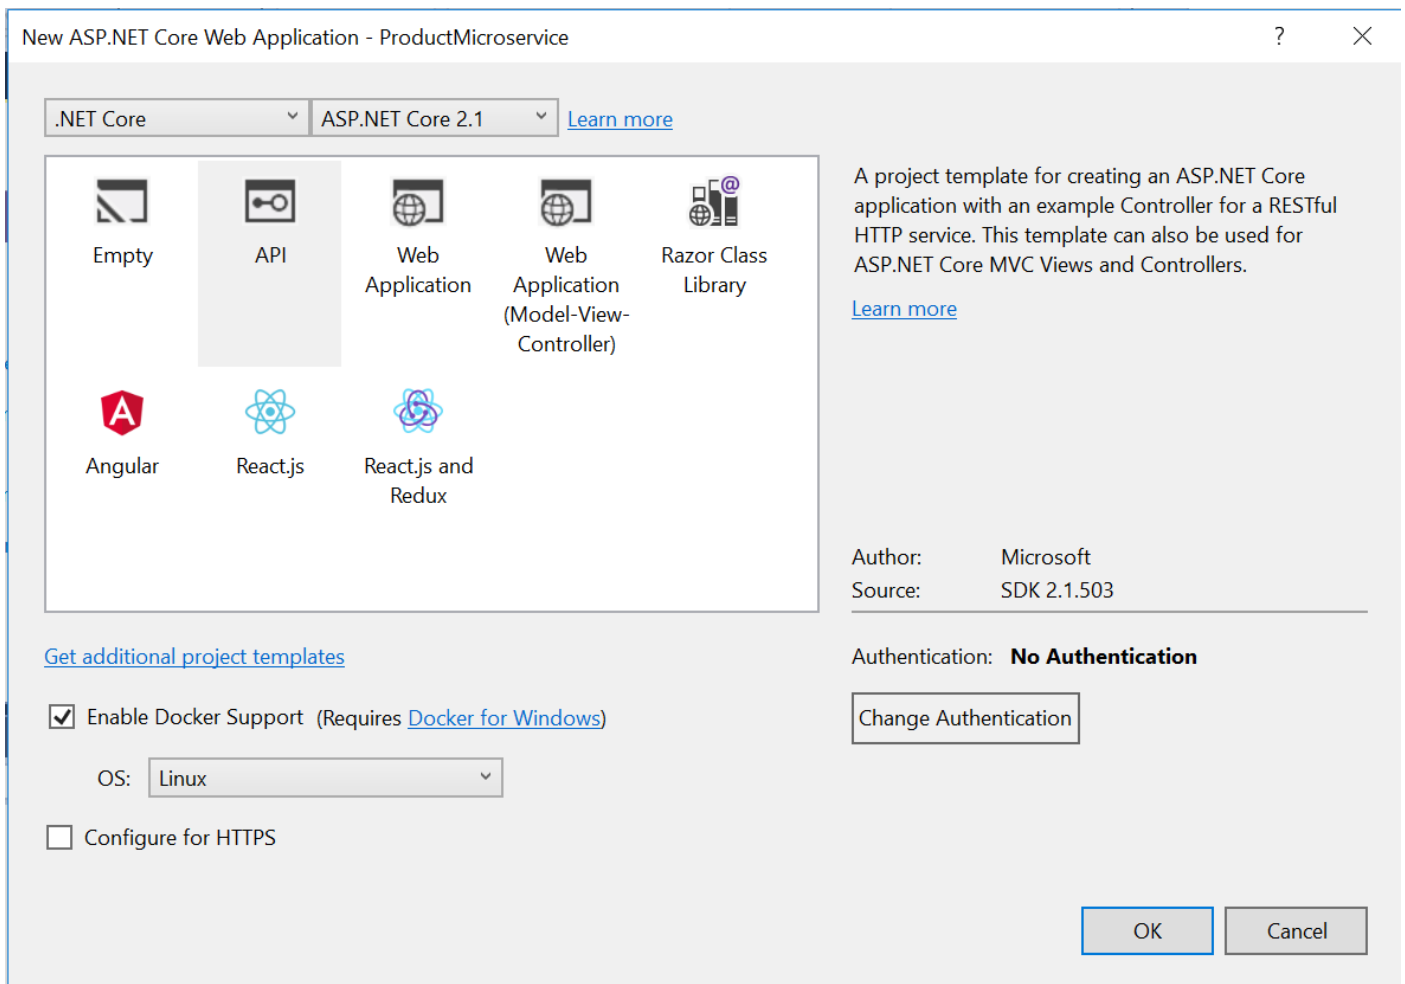 New ASP.NET Core Web Application - ProductMicroservice
?
.NET Core
ASP.NET Core 2.1
Learn more
Empty
API
Web
Application
Web
Application
(Model-View-
Controller)
Razor Class
Library
Angular
React.js
React.js and
Redux
A project template for creating an ASP.NET Core
application with an example Controller for a RESTful
HTTP service. This template can also be used for
ASP.NET Core MVC Views and Controllers.
Learn more
Author: Microsoft
Source: SDK 2.1.503
Get additional project templates
Authentication: No Authentication
Enable Docker Support (Requires Docker for Windows)
Change Authentication
OS: Linux
Configure for HTTPS
OK
Cancel